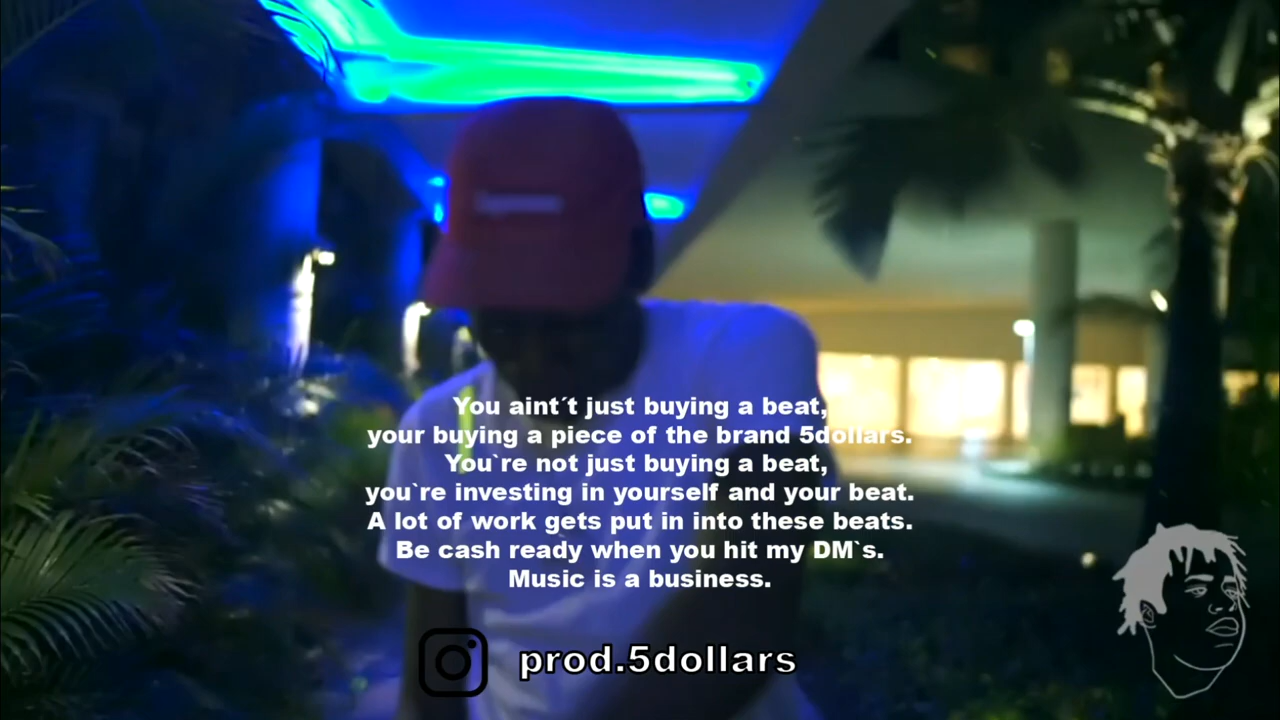 You aint´t just buying a beat,
your buying a piece of the brand 5dollars.
You`re not just buying a beat,
you`re investing in yourself and your beat.
A lot of work gets put in into these beats.
Be cash ready when you hit my DM`s.
Music is a business.
prod.5dollars